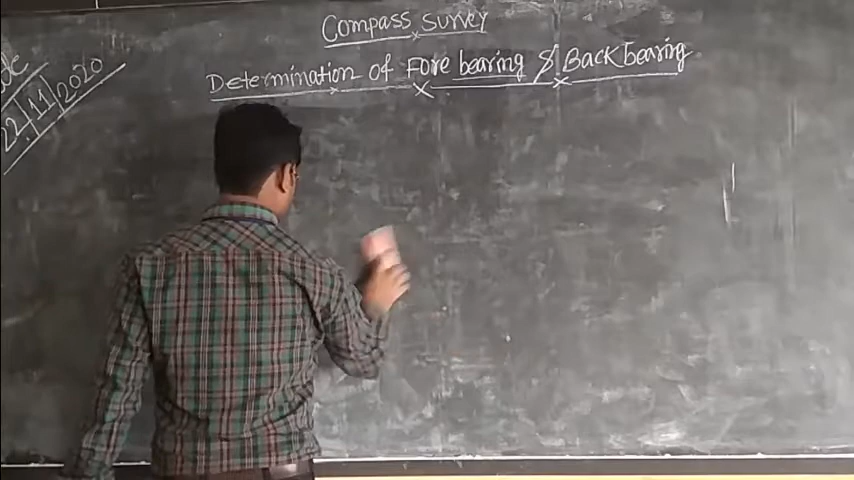 Compass survey
Determination of Fore bearing & Back bearing
22/11/2020